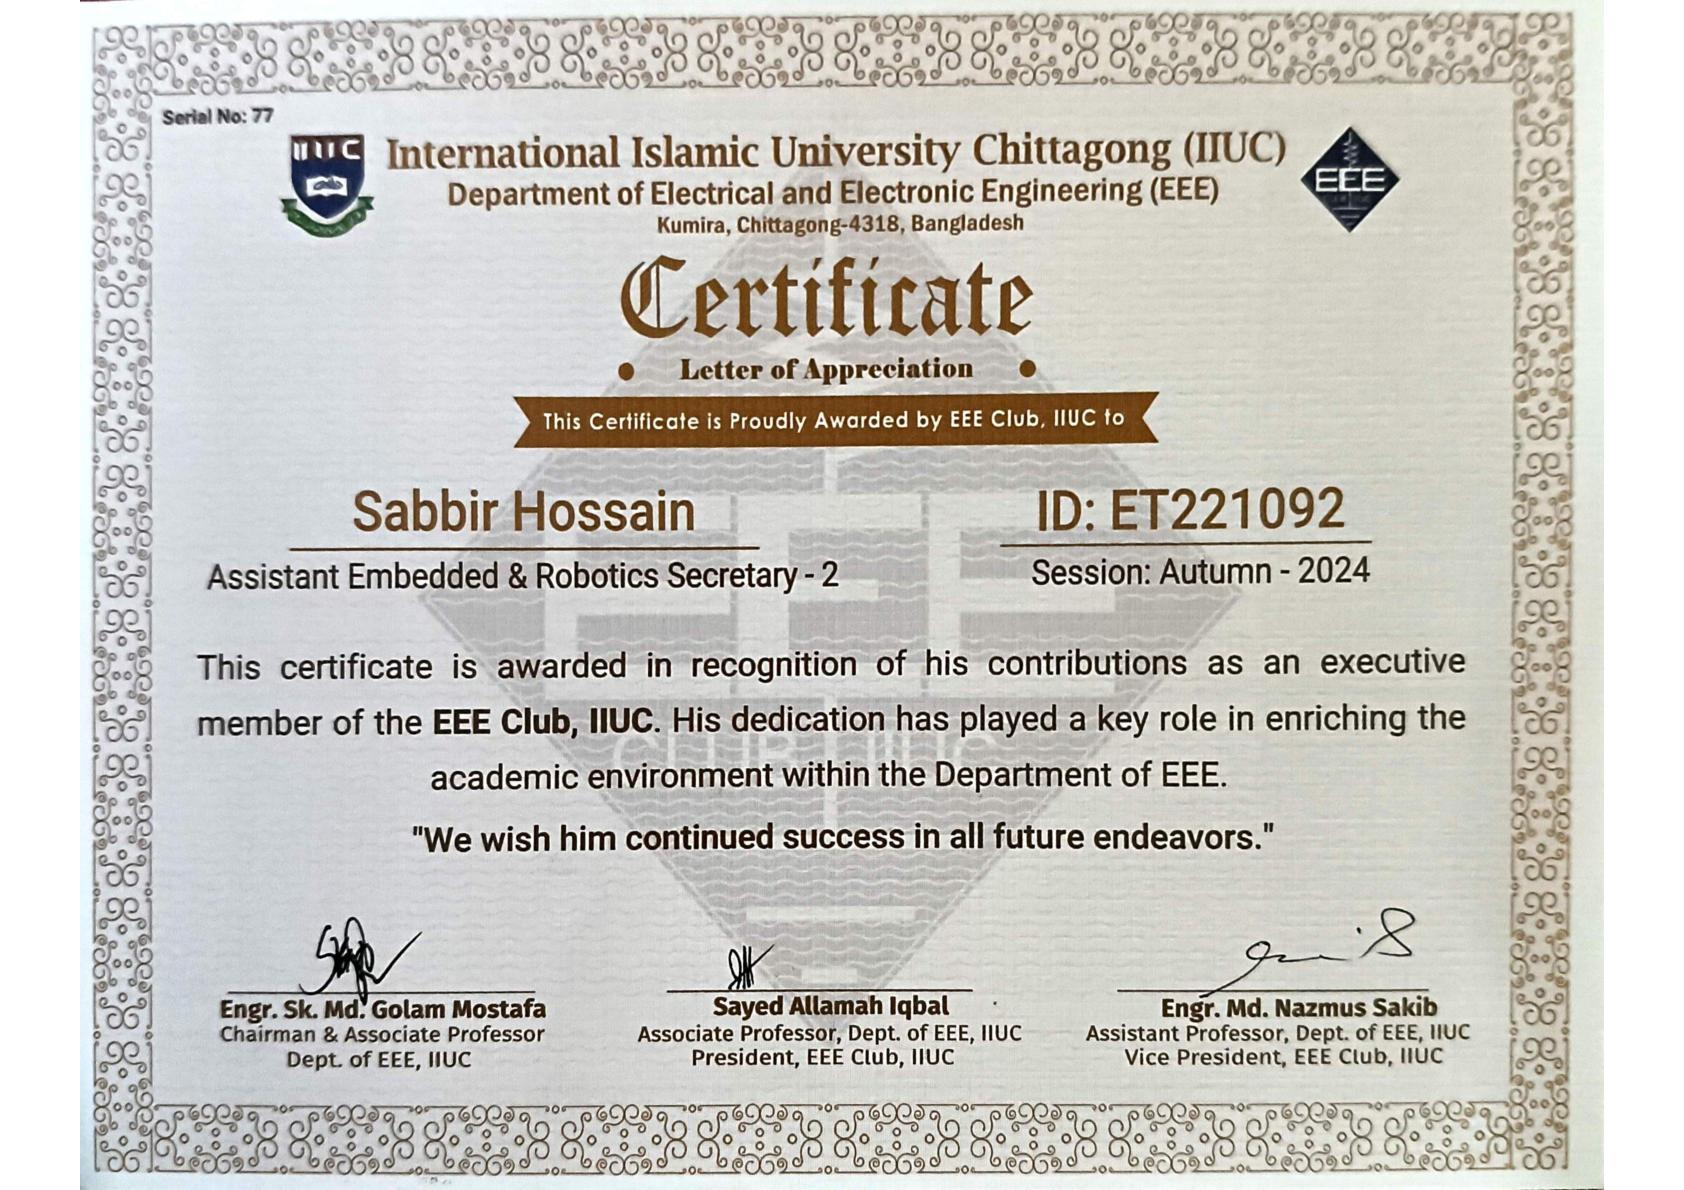 Serial No: 77
IIUC
International Islamic University Chittagong (IIUC)
EEE
Department of Electrical and Electronic Engineering (EEE)
Kumira, Chittagong-4318, Bangladesh
Certificate
Letter of Appreciation
This Certificate is Proudly Awarded by EEE Club, IIUC to
Sabbir Hossain
ID: ET221092
Assistant Embedded & Robotics Secretary - 2
Session: Autumn - 2024
This certificate is awarded in recognition of his contributions as an executive
member of the EEE Club, IIUC. His dedication has played a key role in enriching the
academic environment within the Department of EEE.
"We wish him continued success in all future endeavors."
Engr. Sk. Md. Golam Mostafa
Chairman & Associate Professor
Dept. of EEE, IIUC
Sayed Allamah Iqbal
Associate Professor, Dept. of EEE, IIUC
President, EEE Club, IIUC
Engr. Md. Nazmus Sakib
Assistant Professor, Dept. of EEE, IIUC
Vice President, EEE Club, IIUC
EEE
CLUB, IIUC